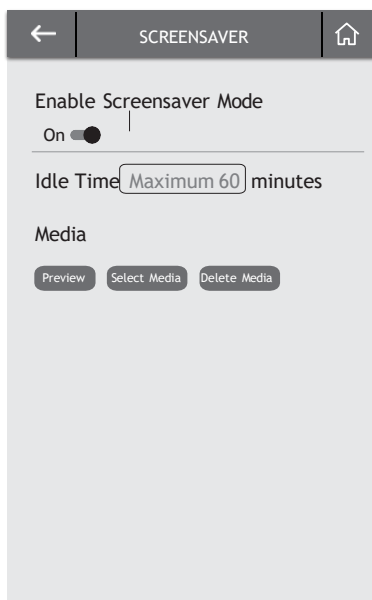 SCREENSAVER
Enable Screensaver Mode
On
Idle Time Maximum 60 minutes
Media
Preview Select Media Delete Media